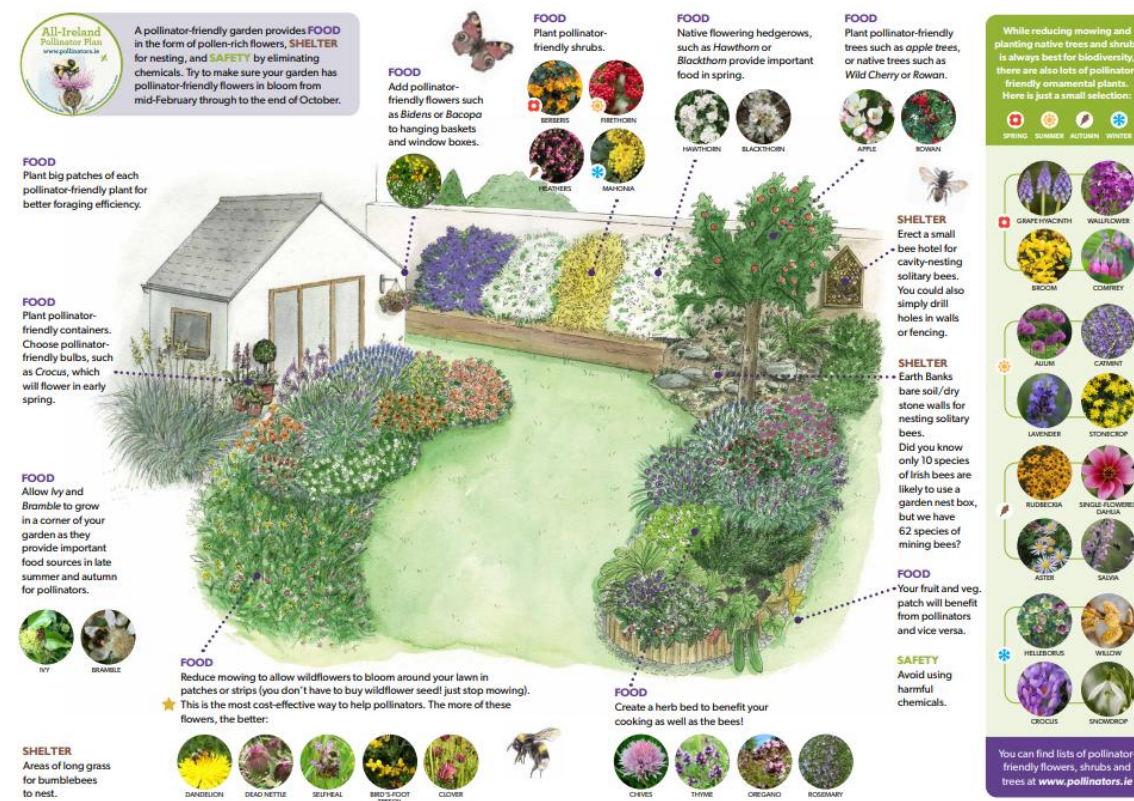 All-Ireland
Pollinator Plan
www.pollinators.ie
A pollinator-friendly garden provides FOOD
in the form of pollen-rich flowers, SHELTER
for nesting, and SAFETY by eliminating
chemicals. Try to make sure your garden has
pollinator-friendly flowers in bloom from
mid-February through to the end of October.
FOOD
Plant big patches of each
pollinator-friendly plant for
better foraging efficiency.
FOOD
Plant pollinator-
friendly containers.
Choose pollinator-
friendly bulbs, such
as Crocus, which
will flower in early
spring.
FOOD
Allow Ivy and
Bramble to grow
in a corner of your
garden as they
provide important
food sources in late
summer and autumn
for pollinators.
IVY
BRAMBLE
SHELTER
Areas of long grass
for bumblebees
to nest.
FOOD
Add pollinator-
friendly flowers such
as Bidens or Bacopa
to hanging baskets
and window boxes.
FOOD
Plant pollinator-
friendly shrubs.
BERBERIS
FIRETHORN
HEATHERS
MAHONIA
FOOD
Native flowering hedgerows,
such as Hawthorn or
Blackthorn provide important
food in spring.
HAWTHORN
BLACKTHORN
FOOD
Plant pollinator-friendly
trees such as apple trees,
or native trees such as
Wild Cherry or Rowan.
APPLE
ROWAN
SHELTER
Erect a small
bee hotel for
cavity-nesting
solitary bees.
You could also
simply drill
holes in walls
or fencing.
SHELTER
Earth Banks
bare soil/dry
stone walls for
nesting solitary
bees.
Did you know
only 10 species
of Irish bees are
likely to use a
garden nest box,
but we have
62 species of
mining bees?
FOOD
Your fruit and veg.
patch will benefit
from pollinators
and vice versa.
SAFETY
Avoid using
harmful
chemicals.
FOOD
Reduce mowing to allow wildflowers to bloom around your lawn in
patches or strips (you don't have to buy wildflower seed! just stop mowing).
This is the most cost-effective way to help pollinators. The more of these
flowers, the better:
DANDELION
DEAD NETTLE
SELFHEAL
BIRD'S-FOOT
CLOVER
FOOD
Create a herb bed to benefit your
cooking as well as the bees!
CHIVES
THYME
OREGANO
ROSEMARY
While reducing mowing and
planting native trees and shrubs
is always best for biodiversity,
there are also lots of pollinator-
friendly ornamental plants.
Here is just a small selection:
SPRING
SUMMER
AUTUMN
WINTER
GRAPE HYACINTH
WALLFLOWER
BROOM
COMFREY
ALLIUM
CATMINT
LAVENDER
STONECROP
RUDBECKIA
SINGLE-FLOWERED
DAHLIA
ASTER
SALVIA
HELLEBORUS
WILLOW
CROCUS
SNOWDROP
You can find lists of pollinator-
friendly flowers, shrubs and
trees at www.pollinators.ie